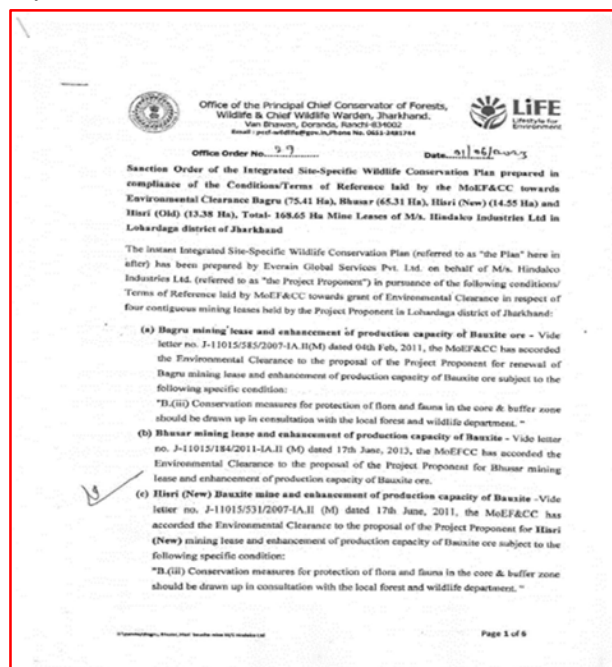 Office of the Principal Chief Conservator of Forests,
Wildlife & Chief Wildlife Warden, Jharkhand.
Van Bhawan, Doranda, Ranchi-834002
Email : pccf-wildlife@gov.in,Phone No. 0651-2481744
LiFE
Lifestyle for
Environment
Office Order No. 29 Date. 01/06/2023
Sanction Order of the Integrated Site-Specific Wildlife Conservation Plan prepared in
compliance of the Conditions/Terms of Reference laid by the MoEF&CC towards
Environmental Clearance Bagru (75.41 Ha), Bhusar (65.31 Ha), Hisri (New) (14.55 Ha) and
Hisri (Old) (13.38 Ha), Total- 168.65 Ha Mine Leases of M/s. Hindalco Industries Ltd in
Lohardaga district of Jharkhand
The instant Integrated Site-Specific Wildlife Conservation Plan (referred to as "the Plan" here in
after) has been prepared by Everain Global Services Pvt. Ltd. on behalf of M/s. Hindalco
Industries Ltd. (referred to as "the Project Proponent") in pursuance of the following conditions/
Terms of Reference laid by MoEF&CC towards grant of Environmental Clearance in respect of
four contiguous mining leases held by the Project Proponent in Lohardaga district of Jharkhand:
(a) Bagru mining lease and enhancement of production capacity of Bauxite ore – Vide
letter no. J-11015/585/2007-IA.II(M) dated 04th Feb, 2011, the MoEF&CC has accorded
the Environmental Clearance to the proposal of the Project Proponent for renewal of
Bagru mining lease and enhancement of production capacity of Bauxite ore subject to the
following specific condition:
"B.(iii) Conservation measures for protection of flora and fauna in the core & buffer zone
should be drawn up in consultation with the local forest and wildlife department. "
(b) Bhusar mining lease and enhancement of production capacity of Bauxite - Vide letter
no. J-11015/184/2011-IA.II (M) dated 17th June, 2013, the MoEFCC has accorded the
Environmental Clearance to the proposal of the Project Proponent for Bhusar mining
lease and enhancement of production capacity of Bauxite ore.
(c) Hisri (New) Bauxite mine and enhancement of production capacity of Bauxite -Vide
letter no. J-11015/531/2007-IA.II (M) dated 17th June, 2011, the MoEF&CC has
accorded the Environmental Clearance to the proposal of the Project Proponent for Hisri
(New) mining lease and enhancement of production capacity of Bauxite ore subject to the
following specific condition:
"B.(iii) Conservation measures for protection of flora and fauna in the core & buffer zone
should be drawn up in consultation with the local forest and wildlife department. "
Page 1 of 6